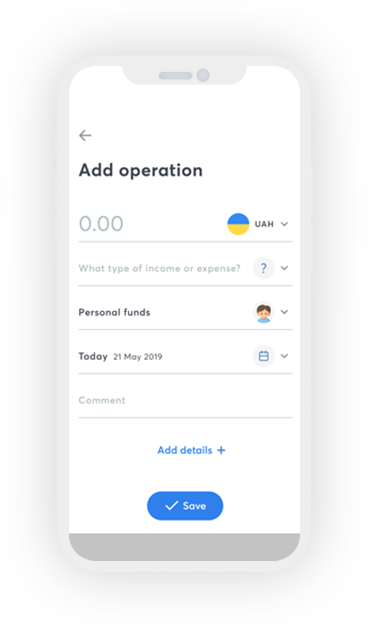 Add operation
0.00 UAH
What type of income or expense? ?
Personal funds
Today 21 May 2019
Comment
Add details +
Save